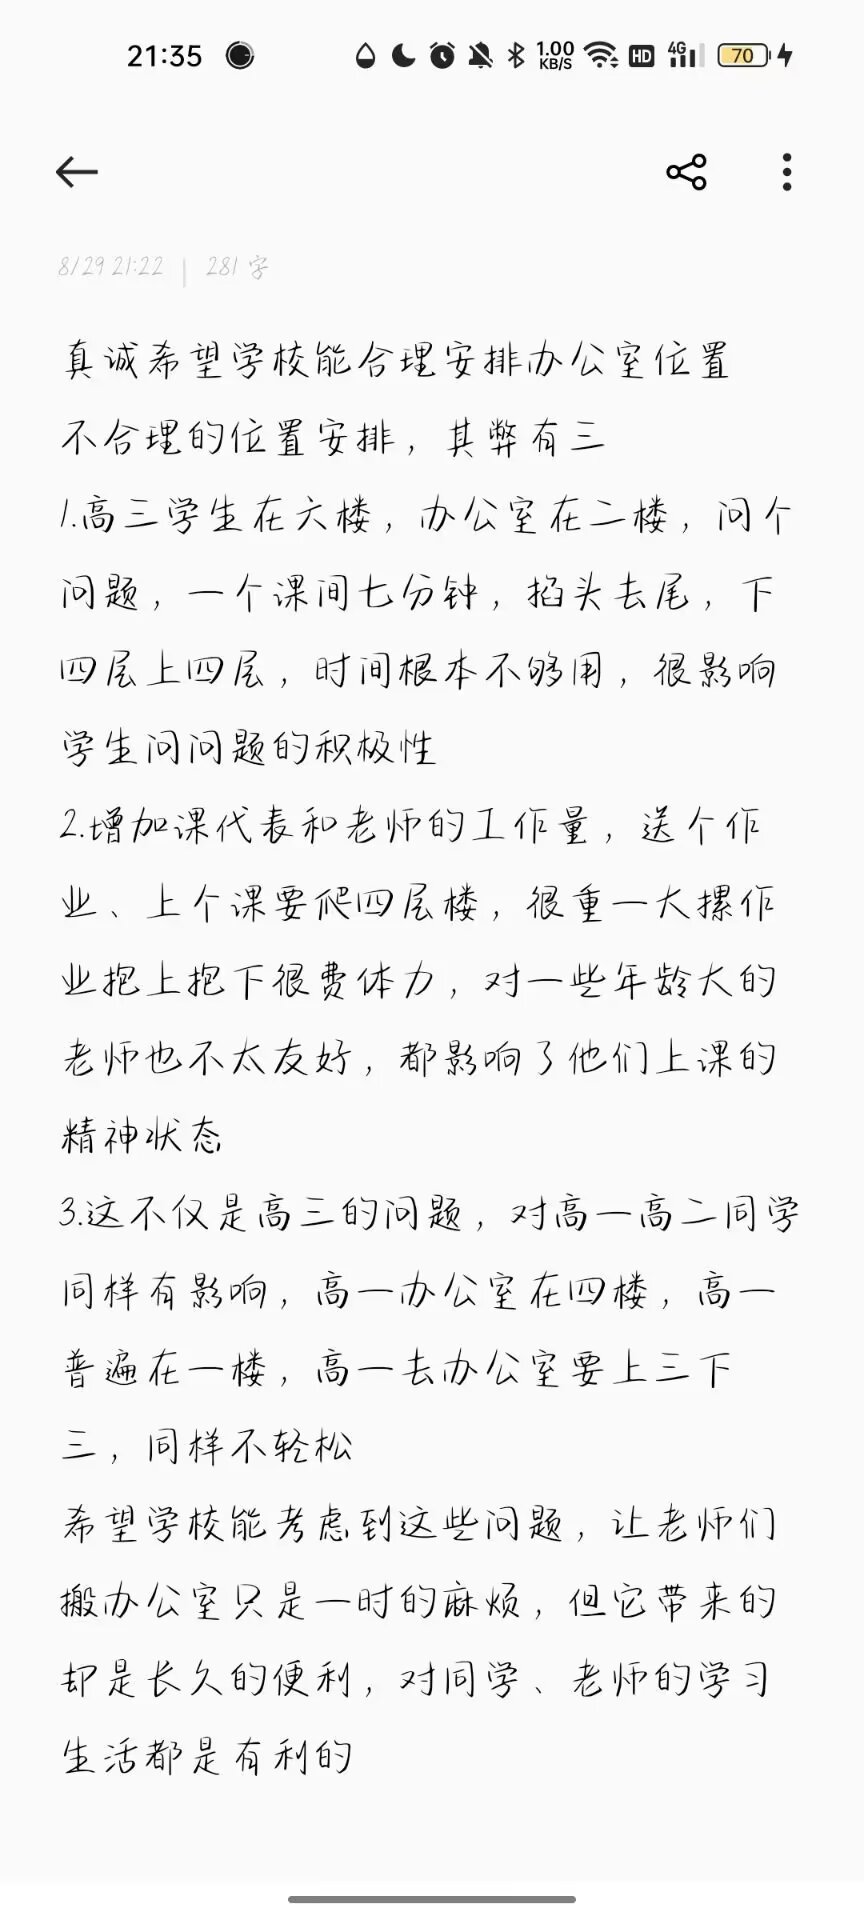 21:35 1.00 KB/S HD 4G 70
8/29 21:22 | 281 字
真诚希望学校能合理安排办公室位置
不合理的位置安排，其弊有三
1.高三学生在六楼，办公室在二楼，问个
问题，一个课间七分钟，掐头去尾，下
四层上四层，时间根本不够用，很影响
学生问问题的积极性
2.增加课代表和老师的工作量，送个作
业、上个课要爬四层楼，很重一大摞作
业抱上抱下很费体力，对一些年龄大的
老师也不太友好，都影响了他们上课的
精神状态
3.这不仅是高三的问题，对高一高二同学
同样有影响，高一办公室在四楼，高一
普遍在一楼，高一去办公室要上三下
三，同样不轻松
希望学校能考虑到这些问题，让老师们
搬办公室只是一时的麻烦，但它带来的
却是长久的便利，对同学、老师的学习
生活都是有利的